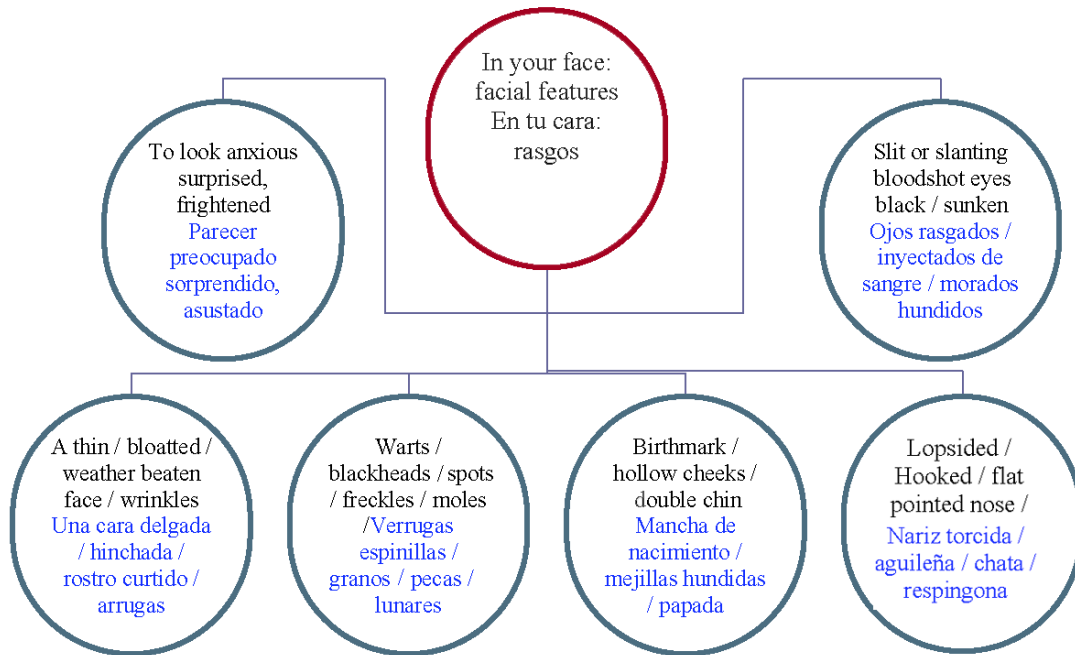 In your face:
facial features
En tu cara:
rasgos
To look anxious
surprised,
frightened
Parecer
preocupado
sorprendido,
asustado
Slit or slanting
bloodshot eyes
black / sunken
Ojos rasgados /
inyectados de
sangre / morados
hundidos
A thin / bloatted /
weather beaten
face / wrinkles
Una cara delgada
/ hinchada /
rostro curtido /
arrugas
Warts /
blackheads / spots
/ freckles / moles
/Verrugas
espinillas /
granos / pecas /
lunares
Birthmark /
hollow cheeks /
double chin
Mancha de
nacimiento /
mejillas hundidas
/ papada
Lopsided /
Hooked / flat
pointed nose /
Nariz torcida /
aguileña / chata /
respingona